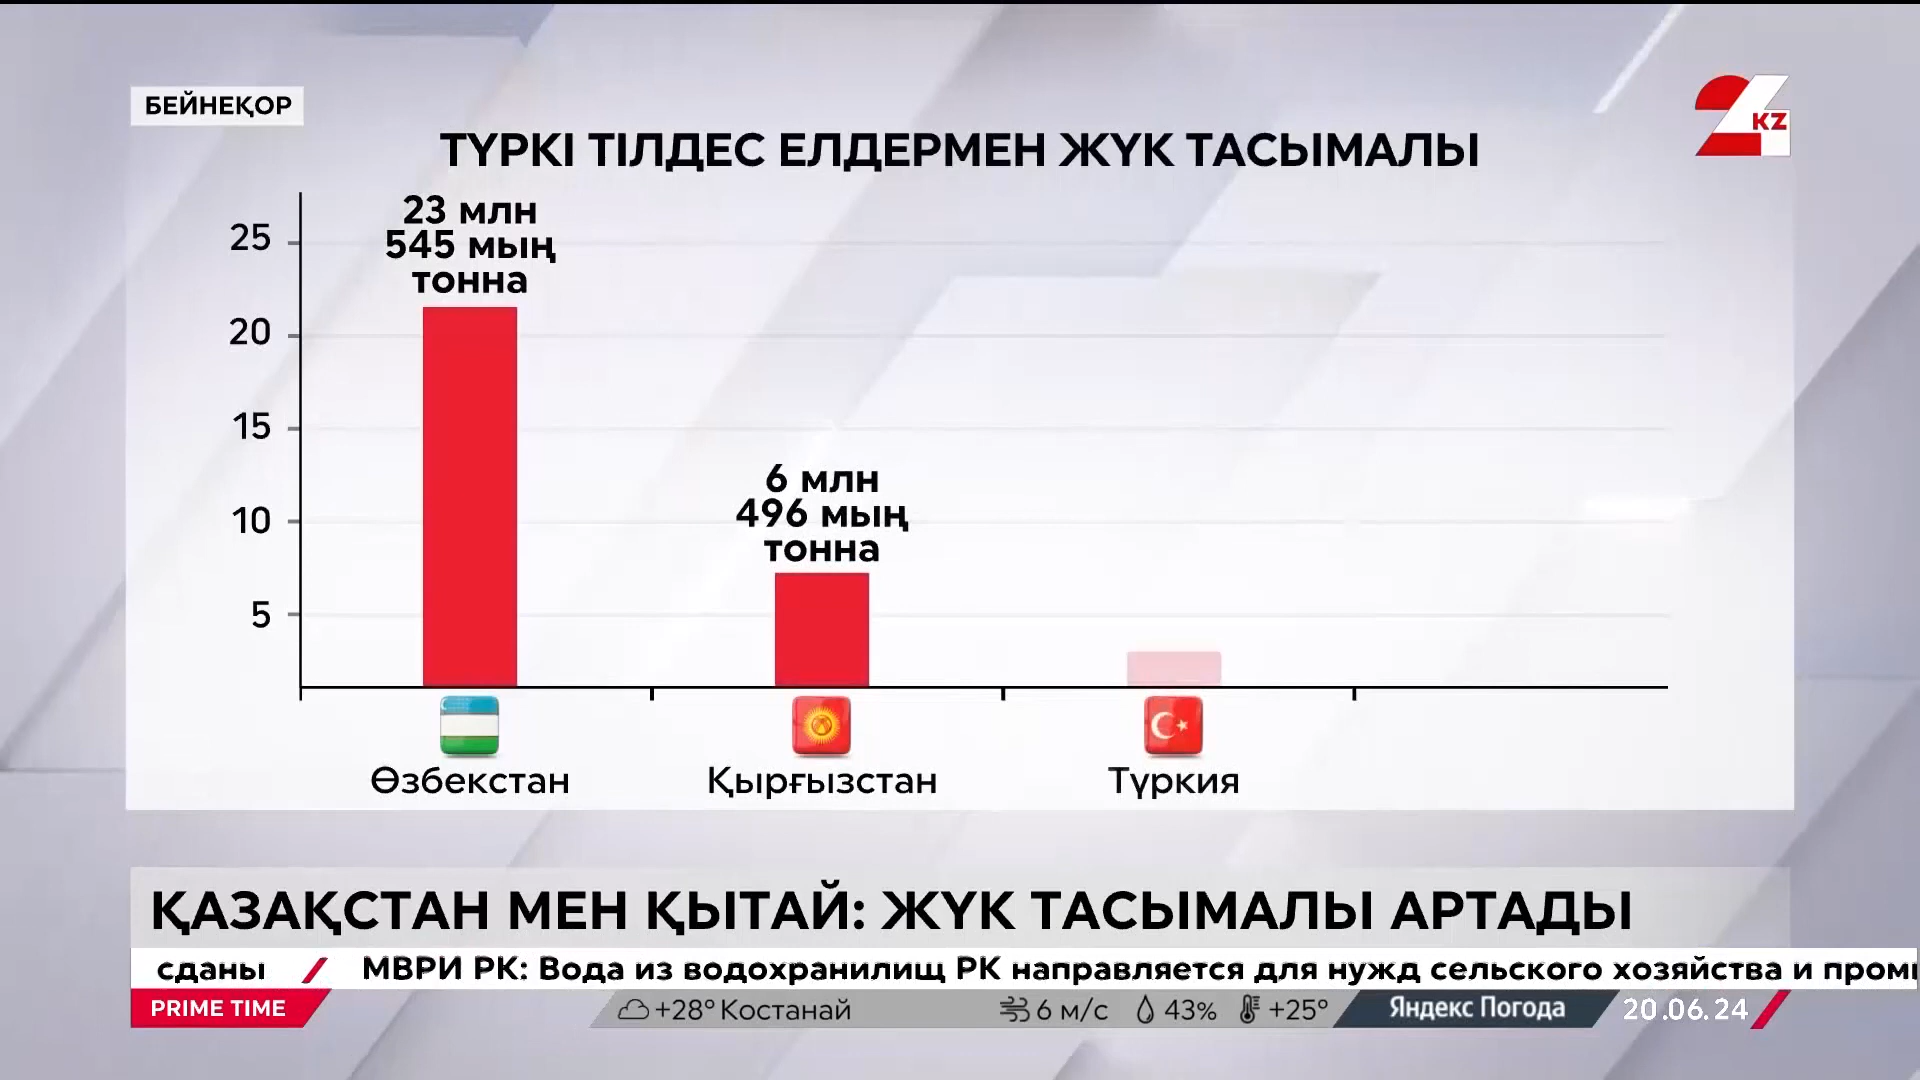 БЕЙНЕҚОР
24 KZ
ТҮРКІ ТІЛДЕС ЕЛДЕРМЕН ЖҮК ТАСЫМАЛЫ
25
20
15
10
5
23 млн
545 мың
тонна
6 млн
496 мың
тонна
Өзбекстан
Қырғызстан
Түркия
ҚАЗАҚСТАН МЕН ҚЫТАЙ: ЖҮК ТАСЫМАЛЫ АРТАДЫ
сданы / МВРИ РК: Вода из водохранилищ РК направляется для нужд сельского хозяйства и пром
PRIME TIME
+28° Костанай 6 м/с 43% +25° Яндекс Погода 20.06.24